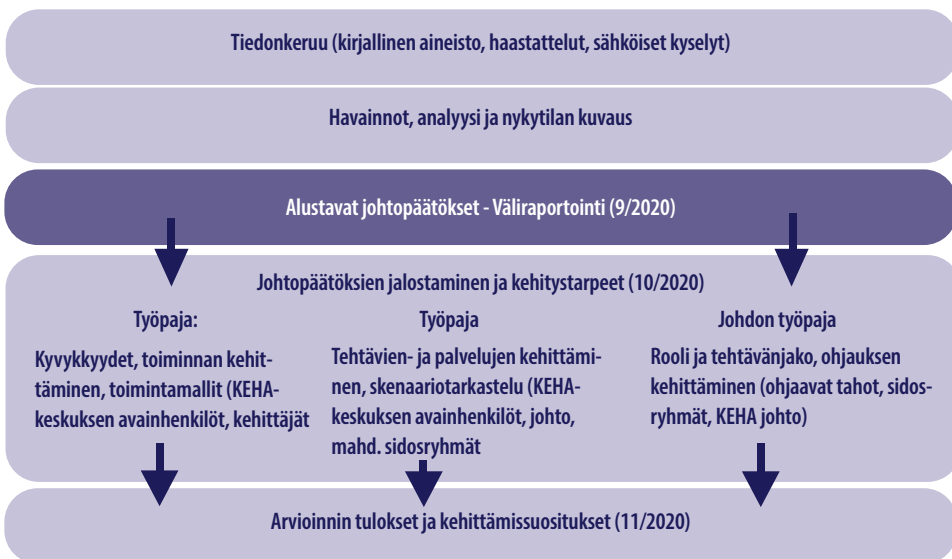 Tiedonkeruu (kirjallinen aineisto, haastattelut, sähköiset kyselyt)
Havainnot, analyysi ja nykytilan kuvaus
Alustavat johtopäätökset - Väliraportointi (9/2020)
Johtopäätöksien jalostaminen ja kehitystarpeet (10/2020)
Työpaja:
Kyvykkyydet, toiminnan kehit-
täminen, toimintamallit (KEHA-
keskuksen avainhenkilöt, kehittäjät
Työpaja
Tehtävien- ja palvelujen kehittämi-
nen, skenaariotarkastelu (KEHA-
keskuksen avainhenkilöt, johto,
mahd. sidosryhmät
Johdon työpaja
Rooli ja tehtävänjako, ohjauksen
kehittäminen (ohjaavat tahot, sidos-
ryhmät, KEHA johto)
Arvioinnin tulokset ja kehittämissuositukset (11/2020)